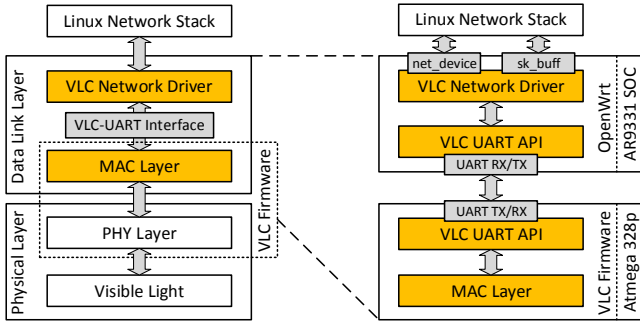 Linux Network Stack
Data Link Layer
VLC Network Driver
VLC-UART Interface
MAC Layer
VLC Firmware
Physical Layer
PHY Layer
Visible Light
Linux Network Stack
net_device
sk_buff
VLC Network Driver
VLC UART API
UART RX/TX
OpenWrt
AR9331 SOC
UART TX/RX
VLC UART API
MAC Layer
VLC Firmware
Atmega 328p